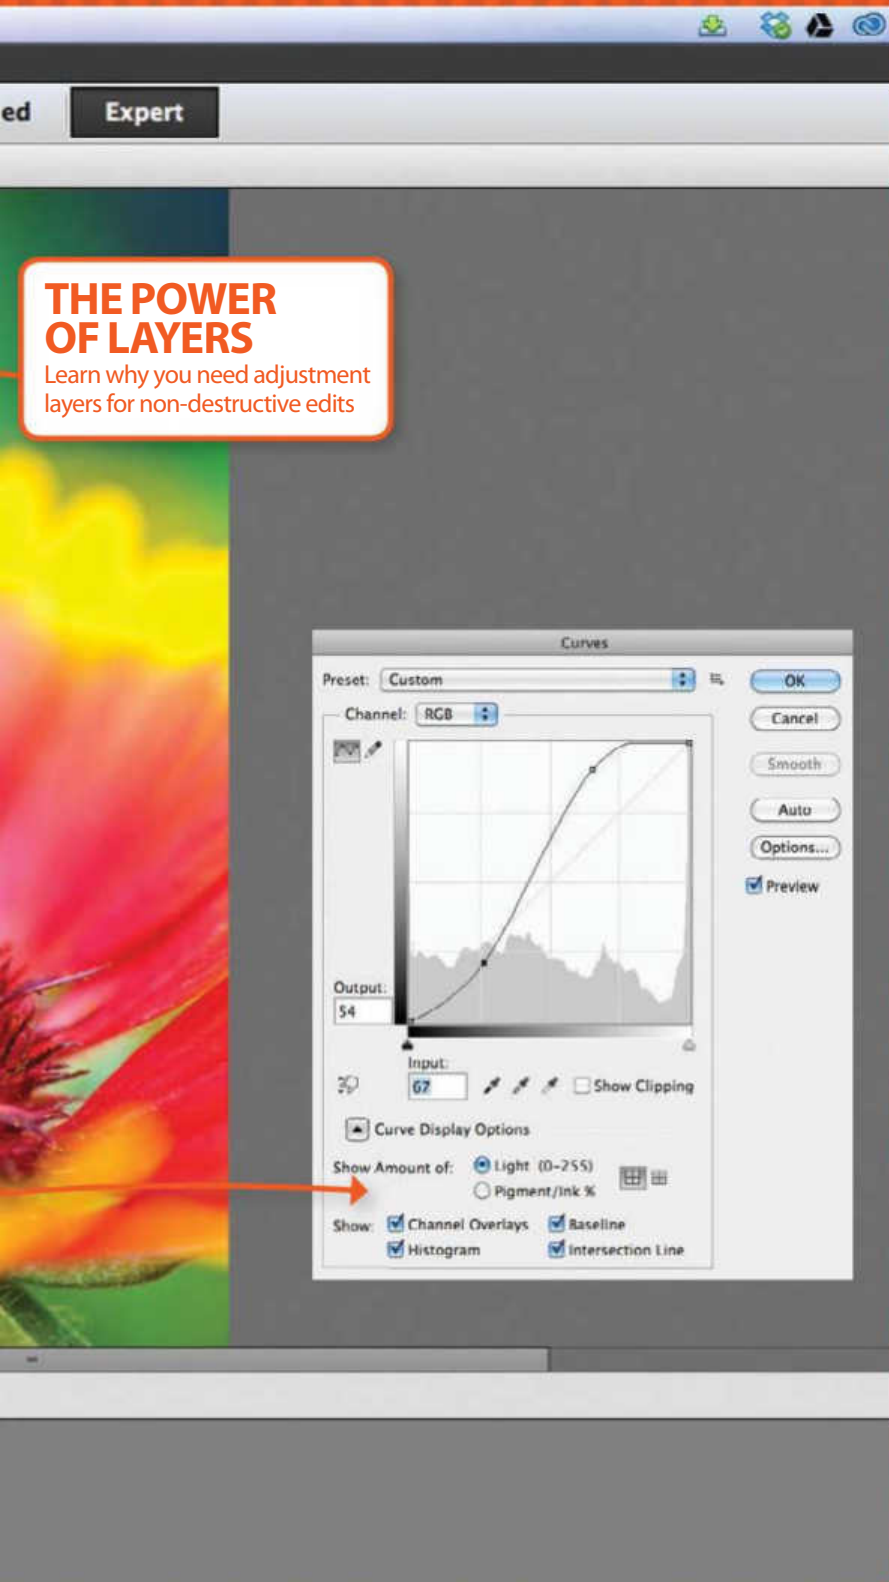 ed
Expert
THE POWER
OF LAYERS
Learn why you need adjustment
layers for non-destructive edits
Curves
Preset: Custom
OK
Channel: RGB
Cancel
Smooth
Auto
Options...
Preview
Output:
54
Input:
67
Show Clipping
Curve Display Options
Show Amount of:
Light (0-255)
Pigment/Ink %
Show:
Channel Overlays
Baseline
Histogram
Intersection Line